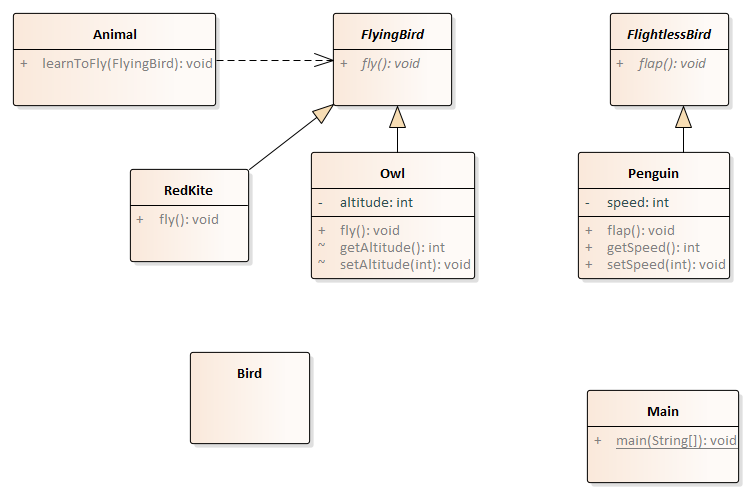 Animal
+ learnToFly(FlyingBird): void
FlyingBird
+ fly(): void
FlightlessBird
+ flap(): void
RedKite
+ fly(): void
Owl
- altitude: int
+ fly(): void
~ getAltitude(): int
~ setAltitude(int): void
Penguin
- speed: int
+ flap(): void
+ getSpeed(): int
+ setSpeed(int): void
Bird
Main
+ main(String[]): void